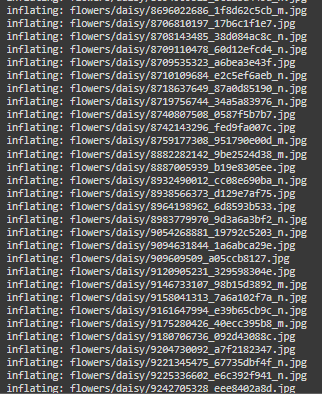 inflating: flowers/daisy/8696022686_1f8d62c5cb_m.jpg
inflating: flowers/daisy/8706810197_17b6c1f1e7.jpg
inflating: flowers/daisy/8708143485_38d084ac8c_n.jpg
inflating: flowers/daisy/8709110478_60d12efcd4_n.jpg
inflating: flowers/daisy/8709535323_a6bea3e43f.jpg
inflating: flowers/daisy/8710109684_e2c5ef6aeb_n.jpg
inflating: flowers/daisy/8718637649_87a0d85190_n.jpg
inflating: flowers/daisy/8719756744_34a5a83976_n.jpg
inflating: flowers/daisy/8740807508_0587f5b7b7.jpg
inflating: flowers/daisy/8742143296_fed9fa007c.jpg
inflating: flowers/daisy/8759177308_951790e00d_m.jpg
inflating: flowers/daisy/8882282142_9be2524d38_m.jpg
inflating: flowers/daisy/8887005939_b19e8305ee.jpg
inflating: flowers/daisy/8932490012_cc08e690ba_n.jpg
inflating: flowers/daisy/8938566373_d129e7af75.jpg
inflating: flowers/daisy/8964198962_6d8593b533.jpg
inflating: flowers/daisy/8983779970_9d3a6a3bf2_n.jpg
inflating: flowers/daisy/9054268881_19792c5203_n.jpg
inflating: flowers/daisy/9094631844_1a6abca29e.jpg
inflating: flowers/daisy/909609509_a05ccb8127.jpg
inflating: flowers/daisy/9120905231_329598304e.jpg
inflating: flowers/daisy/9146733107_98b15d3892_m.jpg
inflating: flowers/daisy/9158041313_7a6a102f7a_n.jpg
inflating: flowers/daisy/9161647994_e39b65cb9c_n.jpg
inflating: flowers/daisy/9175280426_40ecc395b8_m.jpg
inflating: flowers/daisy/9180706736_092d43088c.jpg
inflating: flowers/daisy/9204730092_a7f2182347.jpg
inflating: flowers/daisy/9221345475_67735dbf4f_n.jpg
inflating: flowers/daisy/9225336602_e6c392f941_n.jpg
inflating: flowers/daisy/9242705328_eee8402a8d.jpg